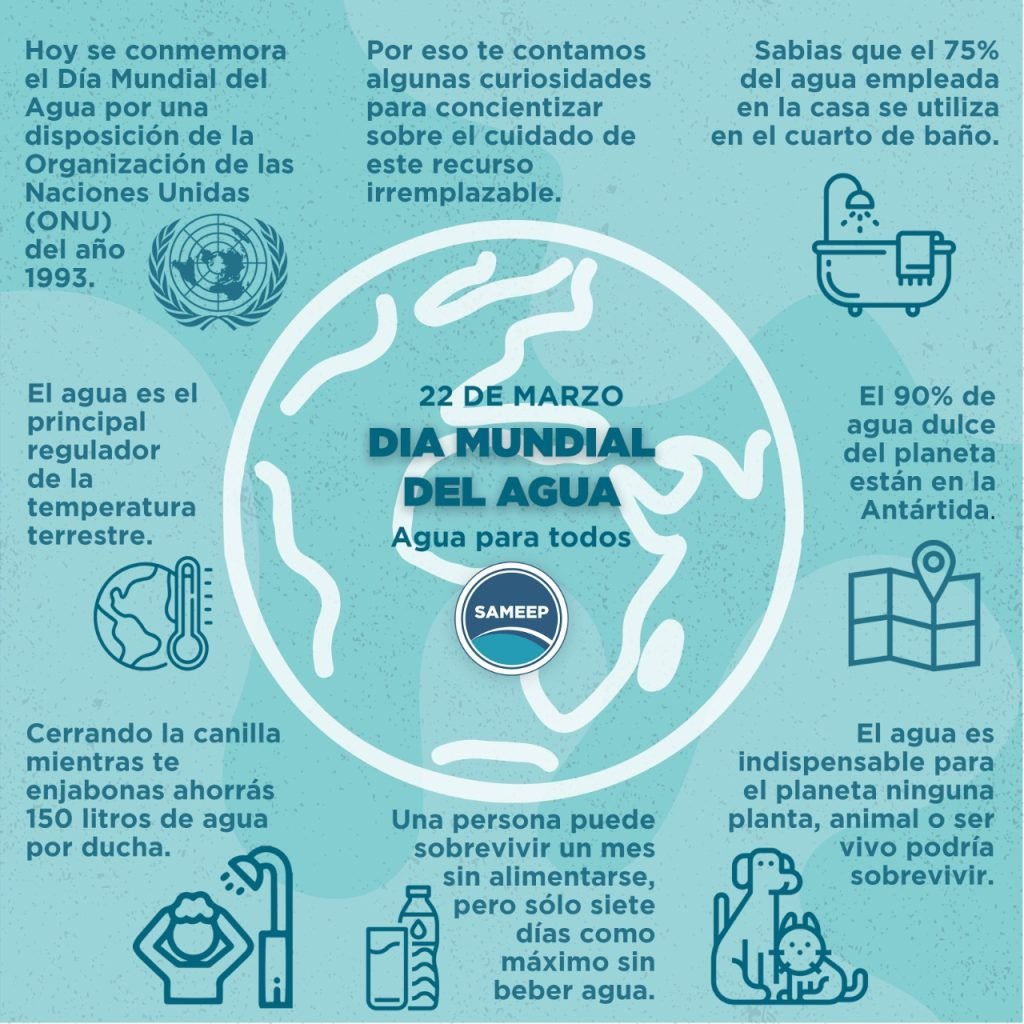 Hoy se conmemora
el Día Mundial del
Agua por una
disposición de la
Organización de las
Naciones Unidas
(ONU)
del año
1993.
Por eso te contamos
algunas curiosidades
para concientizar
sobre el cuidado de
este recurso
irremplazable.
Sabias que el 75%
del agua empleada
en la casa se utiliza
en el cuarto de baño.
El agua es el
principal
regulador
de la
temperatura
terrestre.
22 DE MARZO
DIA MUNDIAL
DEL AGUA
Agua para todos
SAMEEP
El 90% de
agua dulce
del planeta
están en la
Antártida.
Cerrando la canilla
mientras te
enjabonas ahorrás
150 litros de agua
por ducha.
Una persona puede
sobrevivir un mes
sin alimentarse,
pero sólo siete
días como
máximo sin
beber agua.
El agua es
indispensable para
el planeta ninguna
planta, animal o ser
vivo podría
sobrevivir.